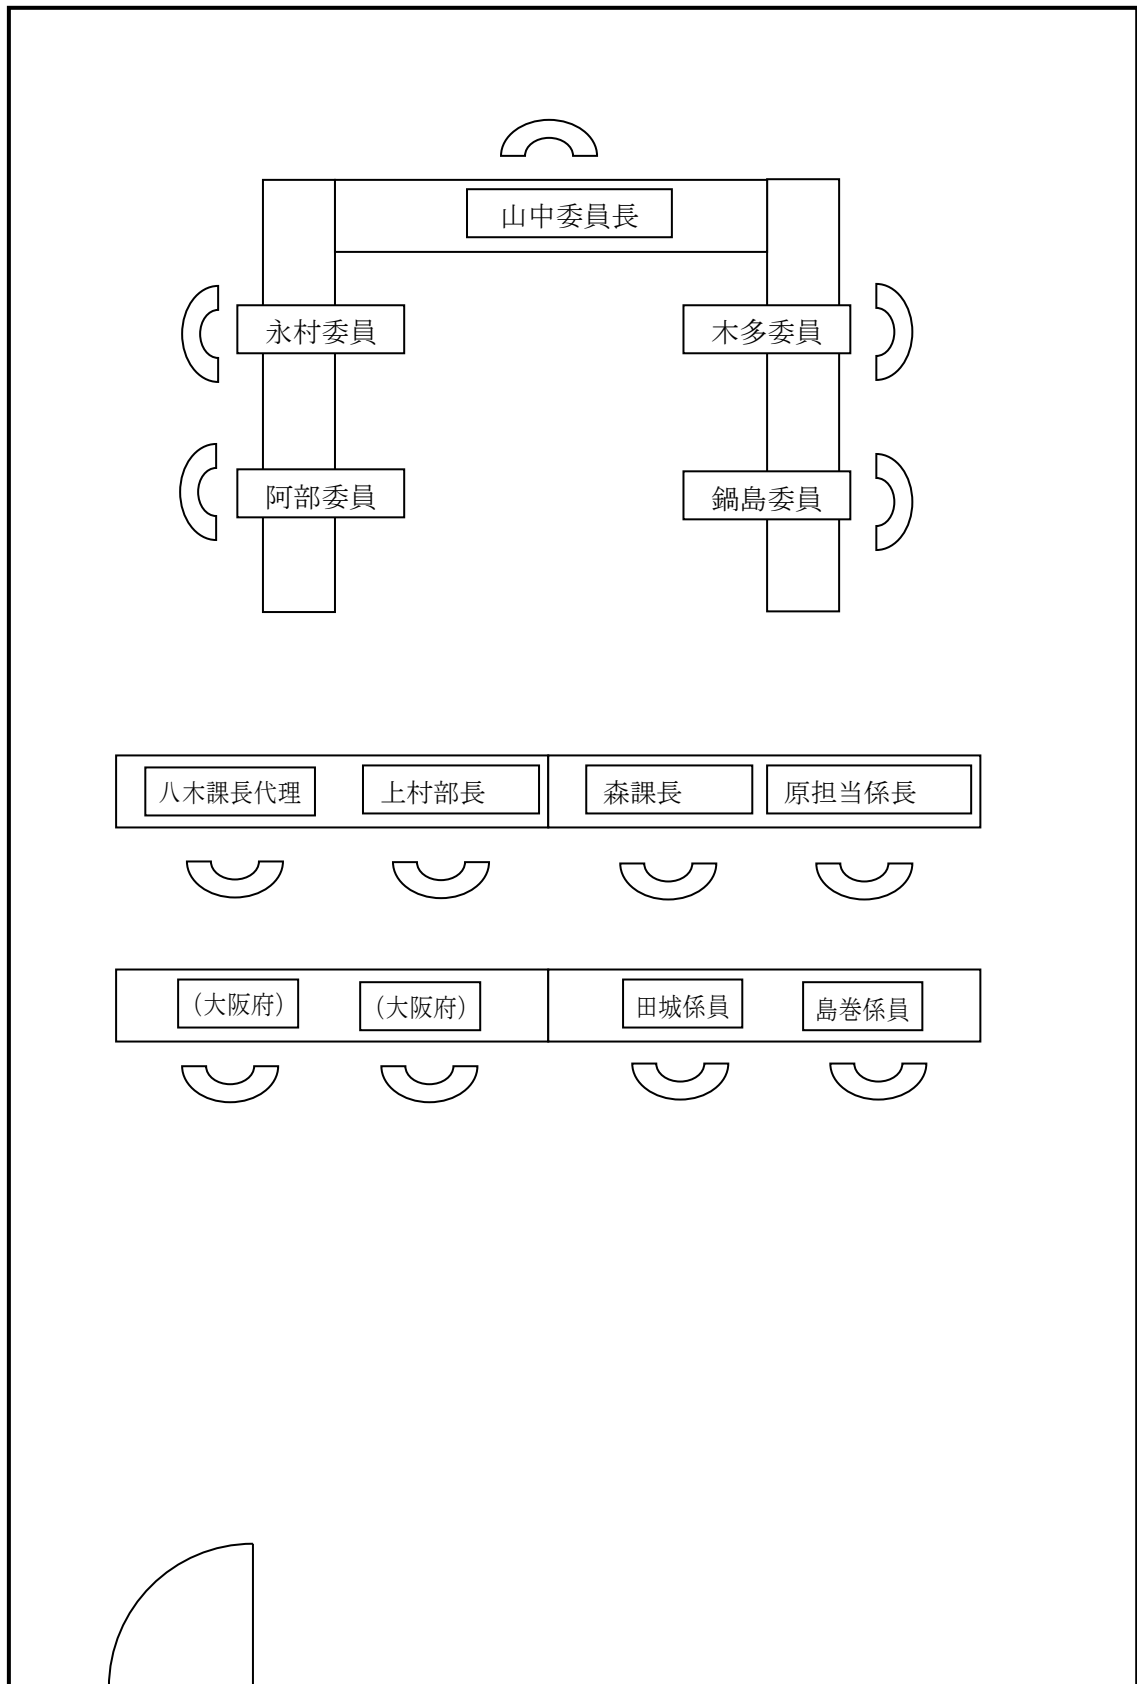 山中委員長
永村委員
木多委員
阿部委員
鍋島委員
八木課長代理
上村部長
森課長
原担当係長
（大阪府）
（大阪府）
田城係員
島巻係員